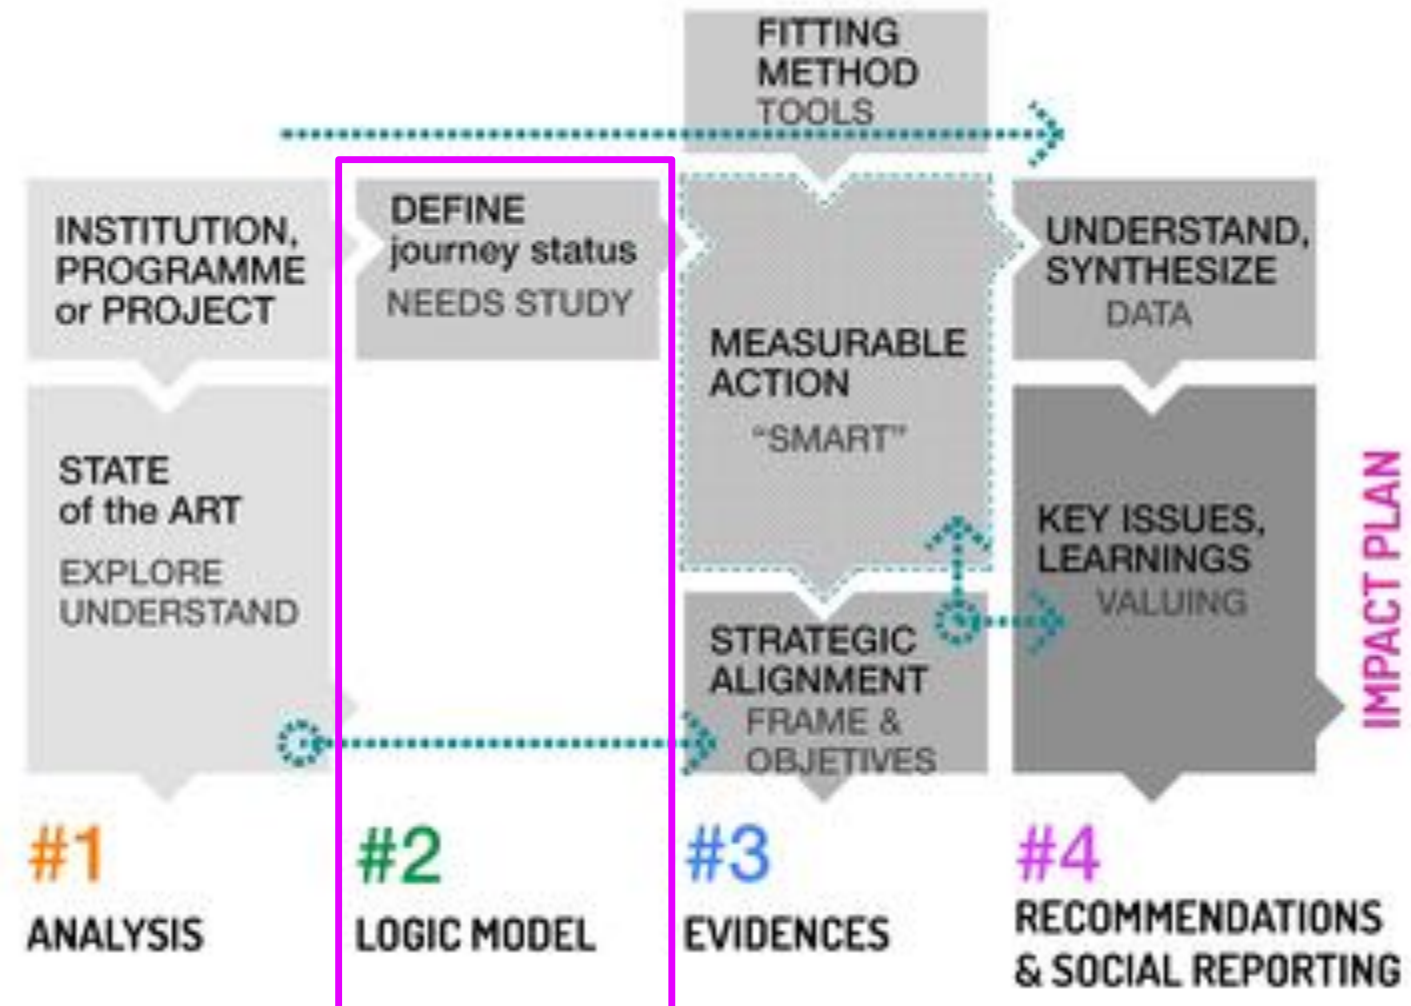 FITTING
METHOD
TOOLS
INSTITUTION,
PROGRAMME
or PROJECT
DEFINE
journey status
NEEDS STUDY
MEASURABLE
ACTION
“SMART”
UNDERSTAND,
SYNTHESIZE
DATA
STATE
of the ART
EXPLORE
UNDERSTAND
STRATEGIC
ALIGNMENT
FRAME &
OBJETIVES
KEY ISSUES,
LEARNINGS
VALUING
IMPACT PLAN
#1
ANALYSIS
#2
LOGIC MODEL
#3
EVIDENCES
#4
RECOMMENDATIONS
& SOCIAL REPORTING